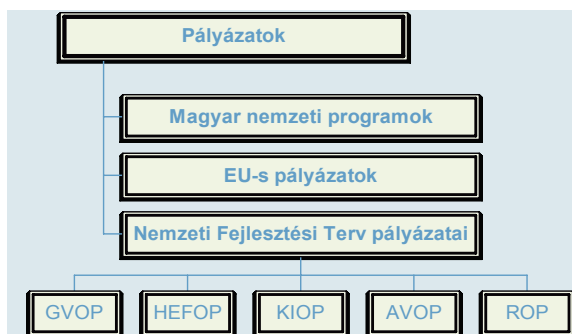 Pályázatok
Magyar nemzeti programok
EU-s pályázatok
Nemzeti Fejlesztési Terv pályázatai
GVOP HEFOP KIOP AVOP ROP